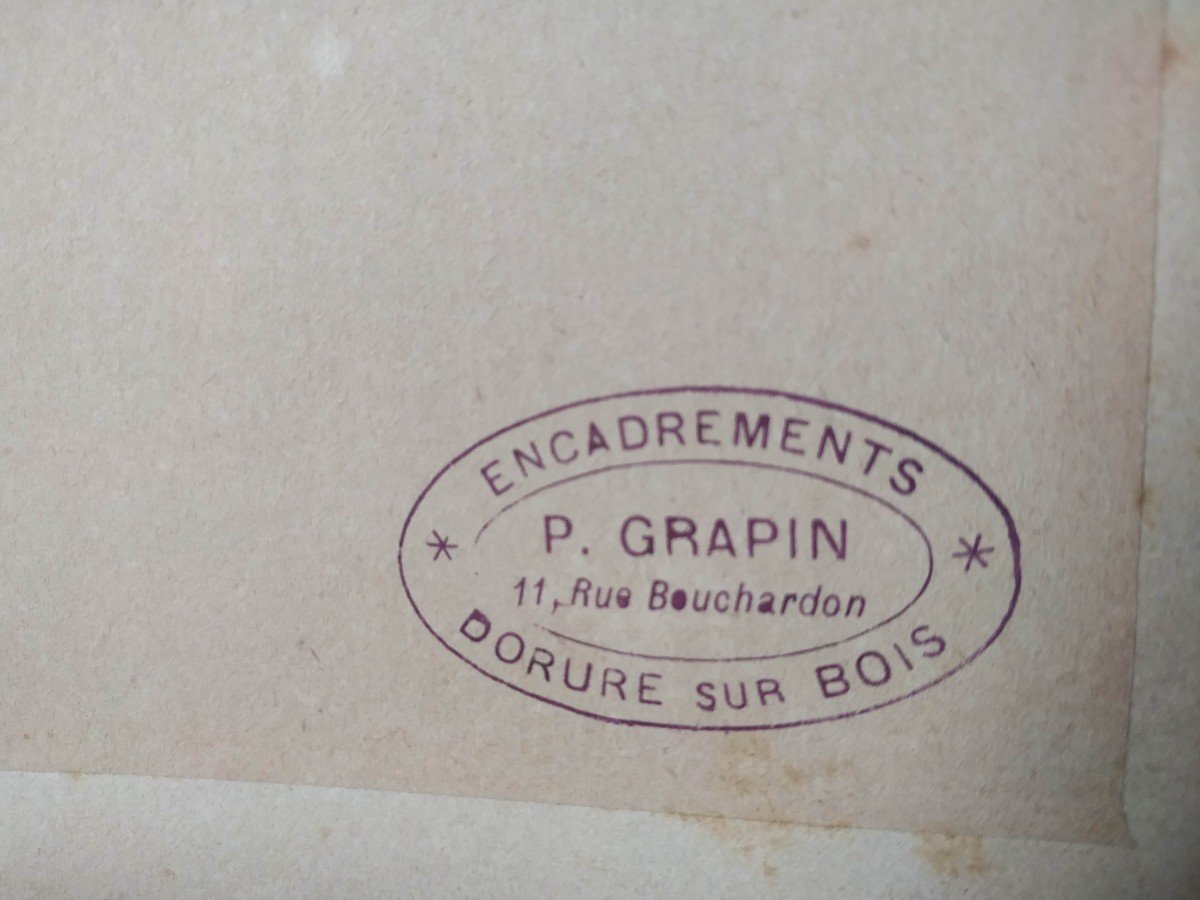 ENCADREMENTS
P. GRAPIN
11, Rue Bouchardon
DORURE SUR BOIS